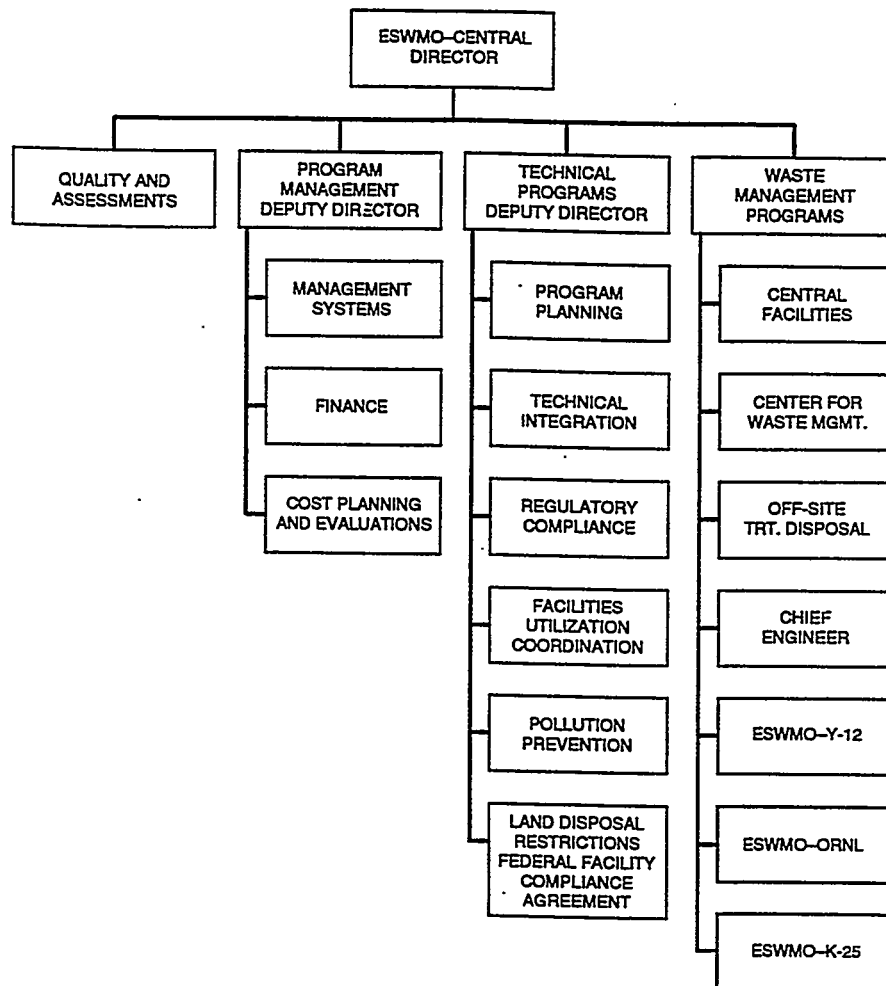 ESWMO–CENTRAL
DIRECTOR
QUALITY AND
ASSESSMENTS
PROGRAM
MANAGEMENT
DEPUTY DIRECTOR
TECHNICAL
PROGRAMS
DEPUTY DIRECTOR
WASTE
MANAGEMENT
PROGRAMS
MANAGEMENT
SYSTEMS
FINANCE
COST PLANNING
AND EVALUATIONS
PROGRAM
PLANNING
TECHNICAL
INTEGRATION
REGULATORY
COMPLIANCE
FACILITIES
UTILIZATION
COORDINATION
POLLUTION
PREVENTION
LAND DISPOSAL
RESTRICTIONS
FEDERAL FACILITY
COMPLIANCE
AGREEMENT
CENTRAL
FACILITIES
CENTER FOR
WASTE MGMT.
OFF-SITE
TRT. DISPOSAL
CHIEF
ENGINEER
ESWMO–Y-12
ESWMO–ORNL
ESWMO–K-25